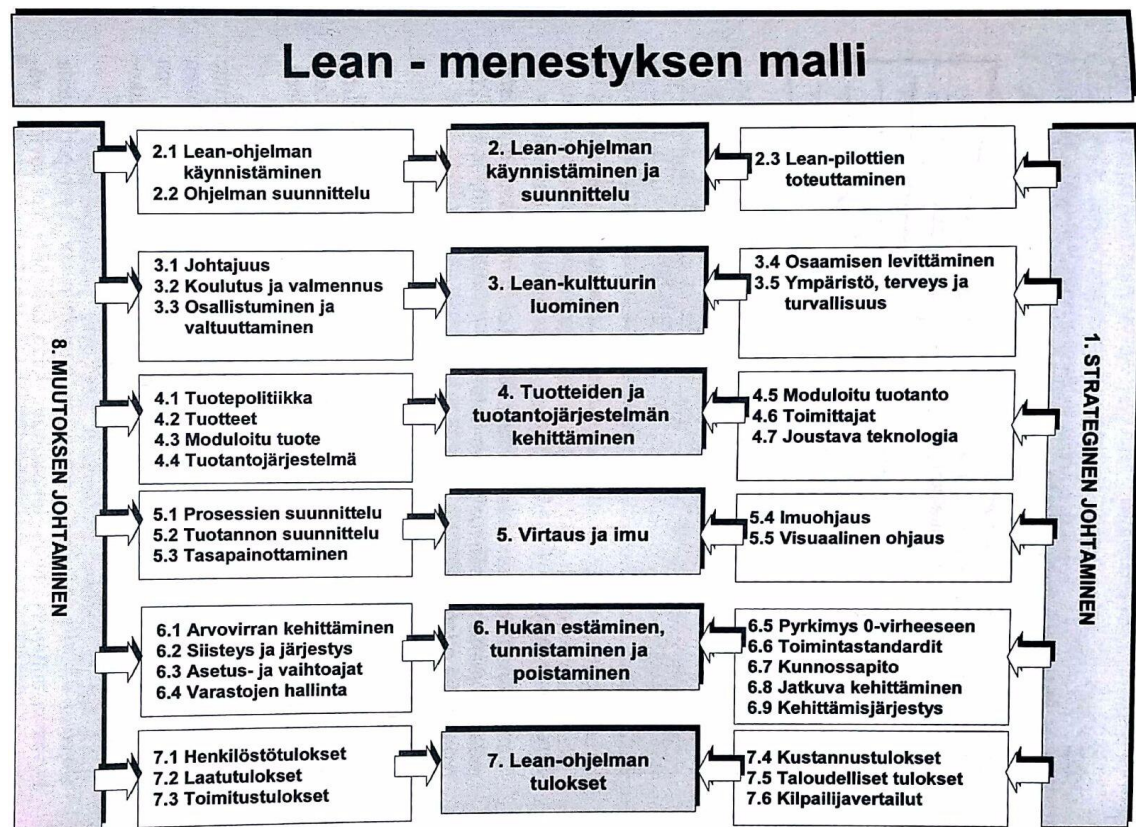 Lean - menestyksen malli
8. MUUTOKSEN JOHTAMINEN
2.1 Lean-ohjelman
käynnistäminen
2.2 Ohjelman suunnittelu
2. Lean-ohjelman
käynnistäminen ja
suunnittelu
2.3 Lean-pilottien
toteuttaminen
3.1 Johtajuus
3.2 Koulutus ja valmennus
3.3 Osallistuminen ja
valtuuttaminen
3. Lean-kulttuurin
luominen
3.4 Osaamisen levittäminen
3.5 Ympäristö, terveys ja
turvallisuus
4.1 Tuotepolitiikka
4.2 Tuotteet
4.3 Moduloitu tuote
4.4 Tuotantojärjestelmä
4. Tuotteiden ja
tuotantojärjestelmän
kehittäminen
4.5 Moduloitu tuotanto
4.6 Toimittajat
4.7 Joustava teknologia
5.1 Prosessien suunnittelu
5.2 Tuotannon suunnittelu
5.3 Tasapainottaminen
5. Virtaus ja imu
5.4 Imuohjaus
5.5 Visuaalinen ohjaus
6.1 Arvovirran kehittäminen
6.2 Siisteys ja järjestys
6.3 Asetus- ja vaihtoajat
6.4 Varastojen hallinta
6. Hukan estäminen,
tunnistaminen ja
poistaminen
6.5 Pyrkimys 0-virheeseen
6.6 Toimintastandardit
6.7 Kunnossapito
6.8 Jatkuva kehittäminen
6.9 Kehittämisjärjestys
7.1 Henkilöstötulokset
7.2 Laatutulokset
7.3 Toimitustulokset
7. Lean-ohjelman
tulokset
7.4 Kustannustulokset
7.5 Taloudelliset tulokset
7.6 Kilpailijavertailut
1. STRATEGINEN JOHTAMINEN